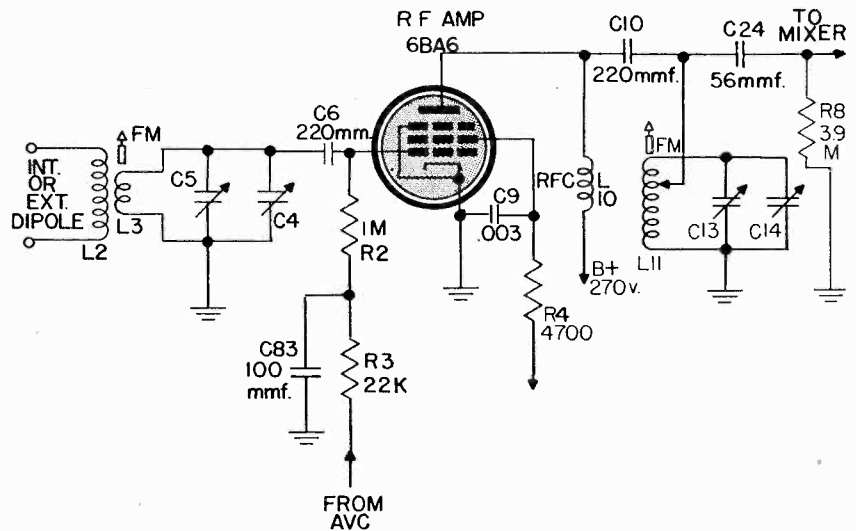 R F AMP
6BA6
C10
220mmf.
C24
56mmf.
TO
MIXER
R8
3.9
M
C6
220mm.
FM
INT.
OR
EXT.
DIPOLE
L2
L3
C5
C4
1M
R2
C9
.003
RFC
L
10
FM
L11
C13
C14
B+
270v.
R4
4700
C83
100
mmf.
R3
22K
FROM
AVC